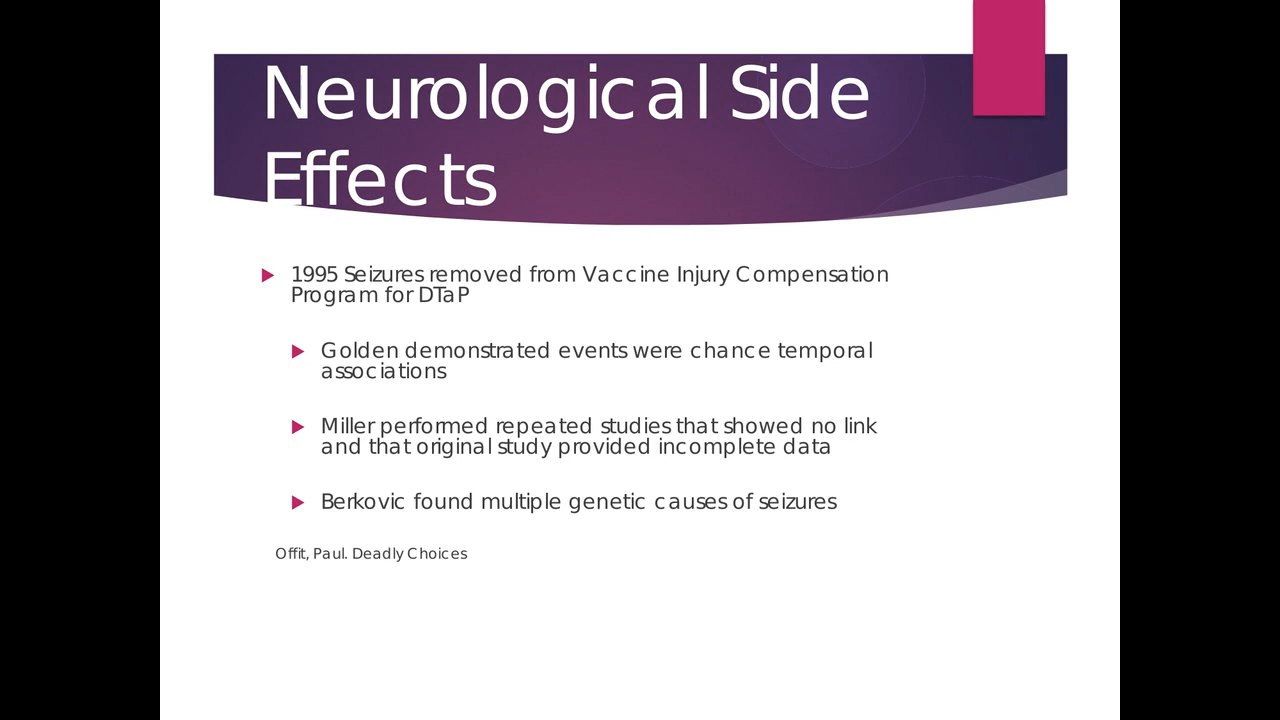 Neurological Side
Effects
1995 Seizures removed from Vaccine Injury Compensation
Program for DTaP
Golden demonstrated events were chance temporal
associations
Miller performed repeated studies that showed no link
and that original study provided incomplete data
Berkovic found multiple genetic causes of seizures
Offit, Paul. Deadly Choices